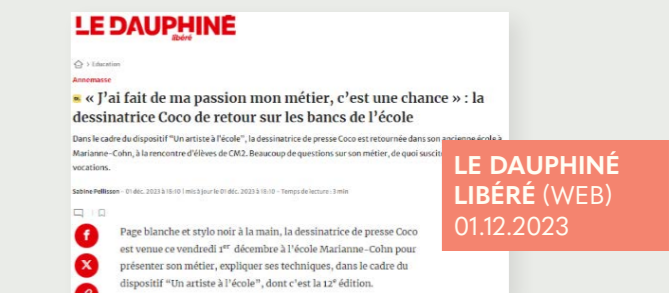 LE DAUPHINÉ
libéré
> Education
Annemasse
« J’ai fait de ma passion mon métier, c’est une chance » : la
dessinatrice Coco de retour sur les bancs de l’école
Dans le cadre du dispositif “Un artiste à l’école”, la dessinatrice de presse Coco est retournée dans son ancienne école à
Marianne-Cohn, à la rencontre d’élèves de CM2. Beaucoup de questions sur son métier, de quoi
vocations.
Sabine Pellisson - 01 déc. 2023 à 16:10 | mis à jour le 01 déc. 2023 à 16:10 - Temps de lecture : 3 min
Page blanche et stylo noir à la main, la dessinatrice de presse Coco
est venue ce vendredi 1er décembre à l’école Marianne-Cohn pour
présenter son métier, expliquer ses techniques, dans le cadre du
dispositif “Un artiste à l’école”, dont c’est la 12e édition.
LE DAUPHINÉ
LIBÉRÉ (WEB)
01.12.2023